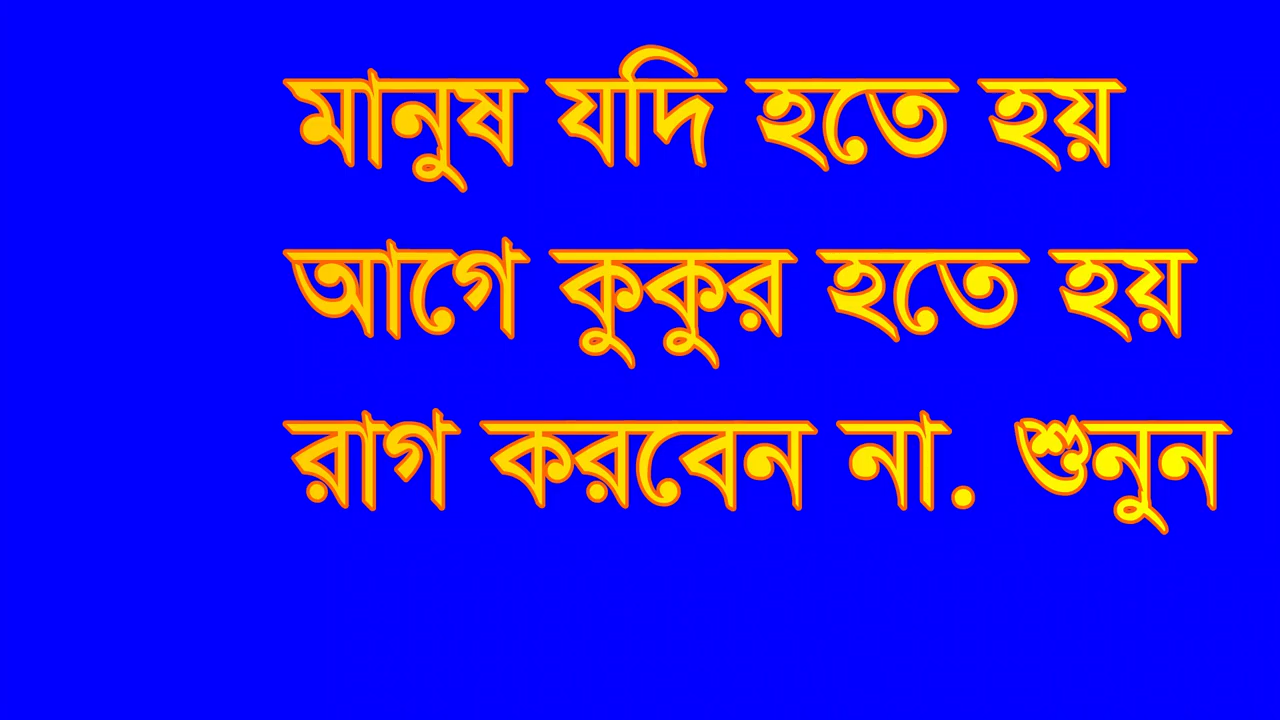 মানুষ যদি হতে হয়
আগে কুকুর হতে হয়
রাগ করবেন না. শুনুন